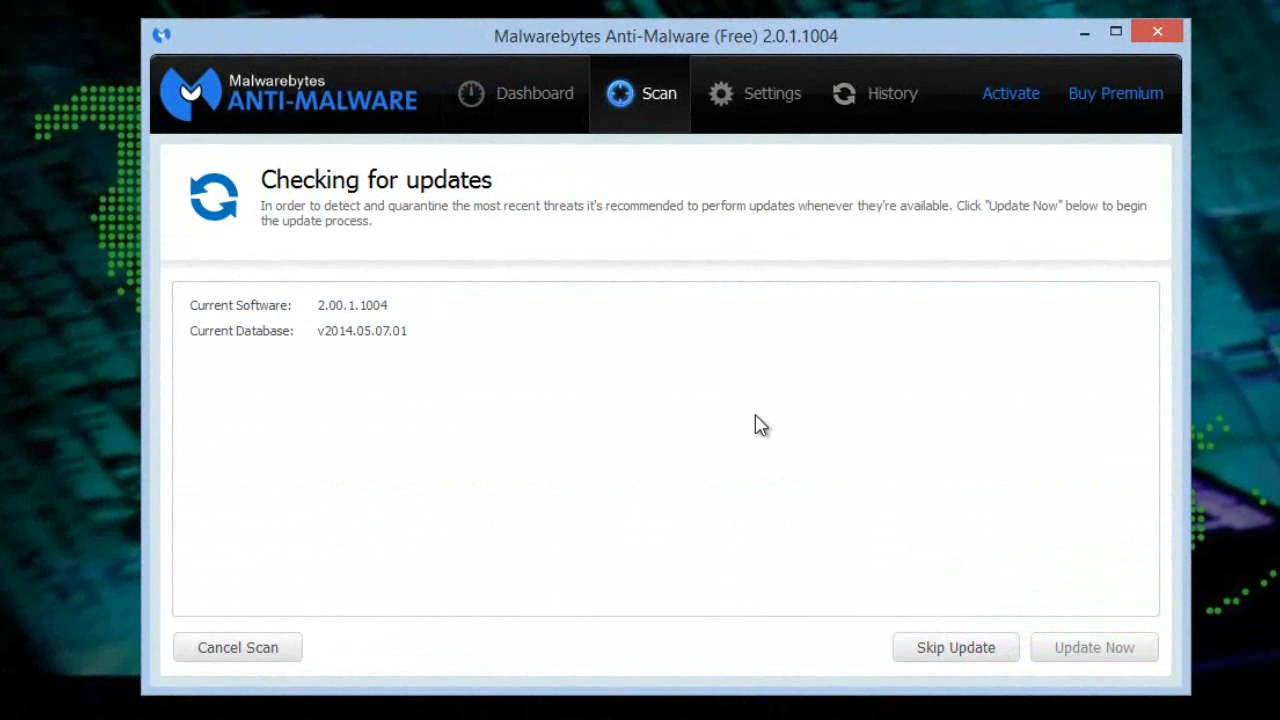 Malwarebytes Anti-Malware (Free) 2.0.1.1004
Malwarebytes
ANTI-MALWARE
Dashboard
Scan
Settings
History
Activate
Buy Premium
Checking for updates
In order to detect and quarantine the most recent threats it's recommended to perform updates whenever they're available. Click "Update Now" below to begin
the update process.
Current Software: 2.00.1.1004
Current Database: v2014.05.07.01
Cancel Scan
Skip Update
Update Now